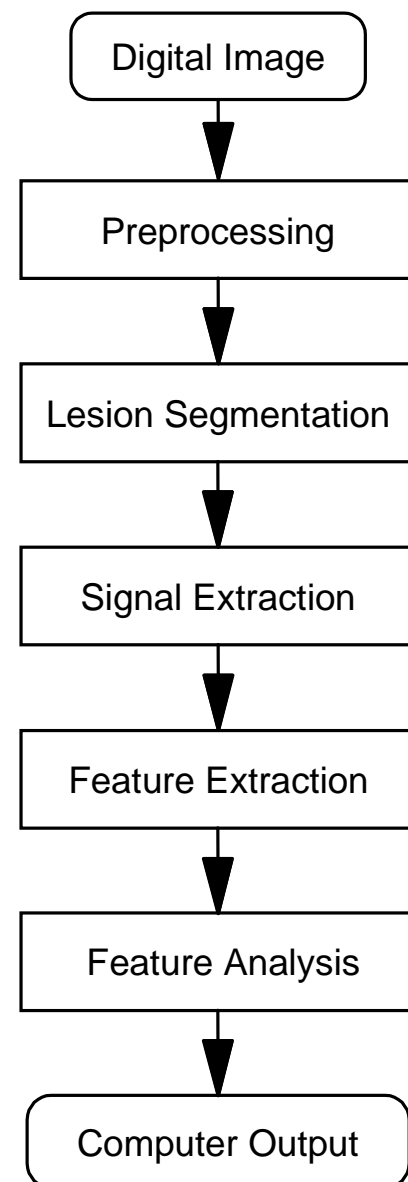 Digital Image
Preprocessing
Lesion Segmentation
Signal Extraction
Feature Extraction
Feature Analysis
Computer Output